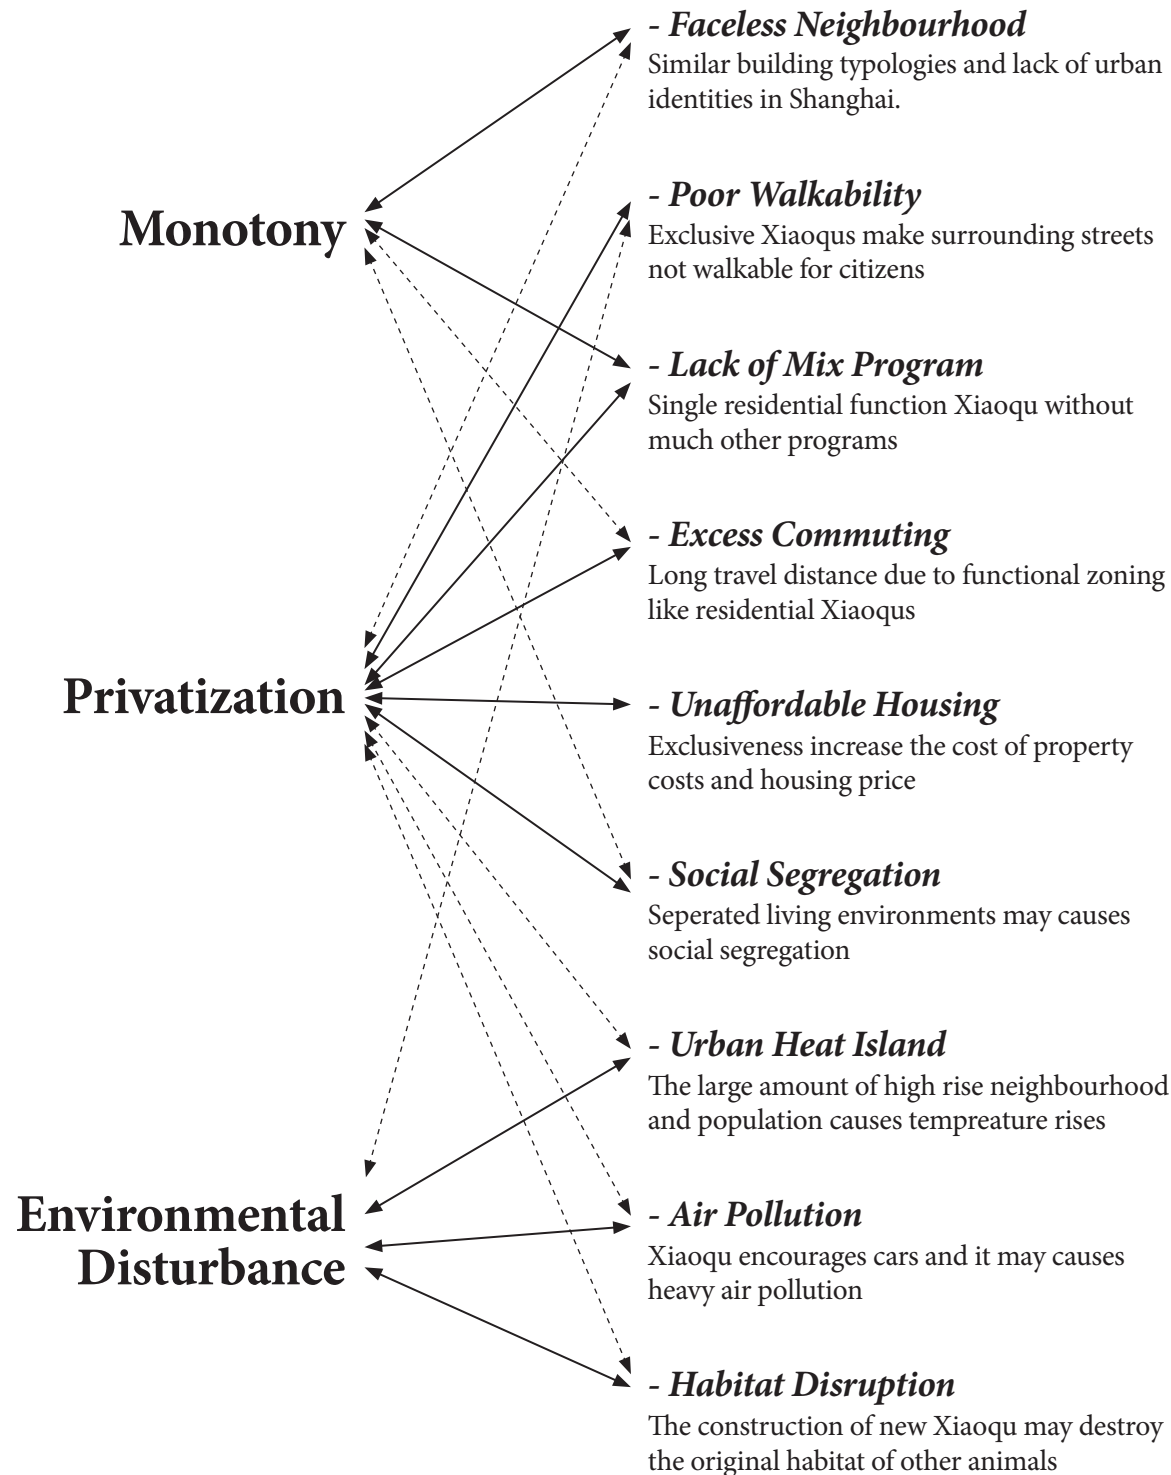 - Faceless Neighbourhood
Similar building typologies and lack of urban
identities in Shanghai.
Monotony
- Poor Walkability
Exclusive Xiaoqus make surrounding streets
not walkable for citizens
- Lack of Mix Program
Single residential function Xiaoqu without
much other programs
- Excess Commuting
Long travel distance due to functional zoning
like residential Xiaoqus
Privatization
- Unaffordable Housing
Exclusiveness increase the cost of property
costs and housing price
- Social Segregation
Seperated living environments may causes
social segregation
- Urban Heat Island
The large amount of high rise neighbourhood
and population causes tempreature rises
Environmental
Disturbance
- Air Pollution
Xiaoqu encourages cars and it may causes
heavy air pollution
- Habitat Disruption
The construction of new Xiaoqu may destroy
the original habitat of other animals